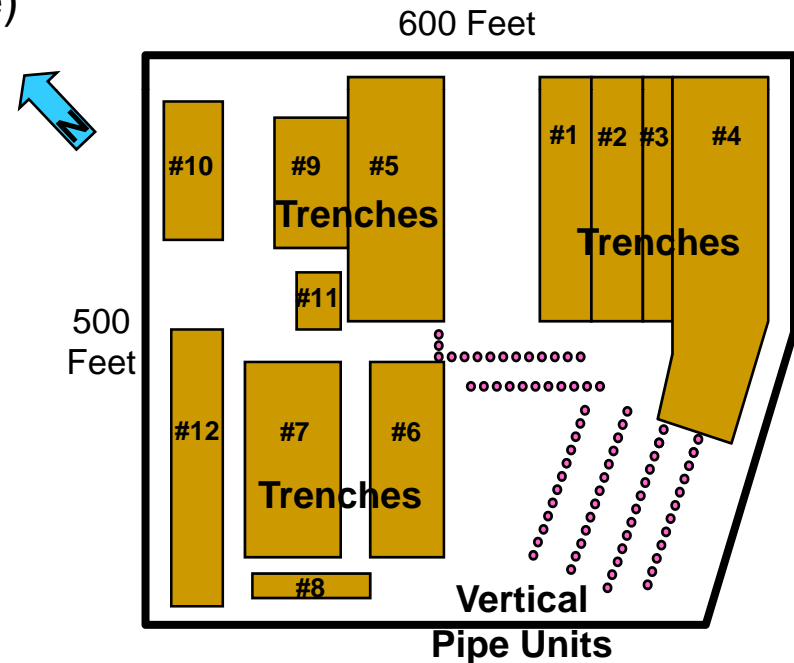 e)
600 Feet
N
#10
#9
#5
#1
#2
#3
#4
Trenches
Trenches
#11
500
Feet
#12
#7
#6
Trenches
#8
Vertical
Pipe Units